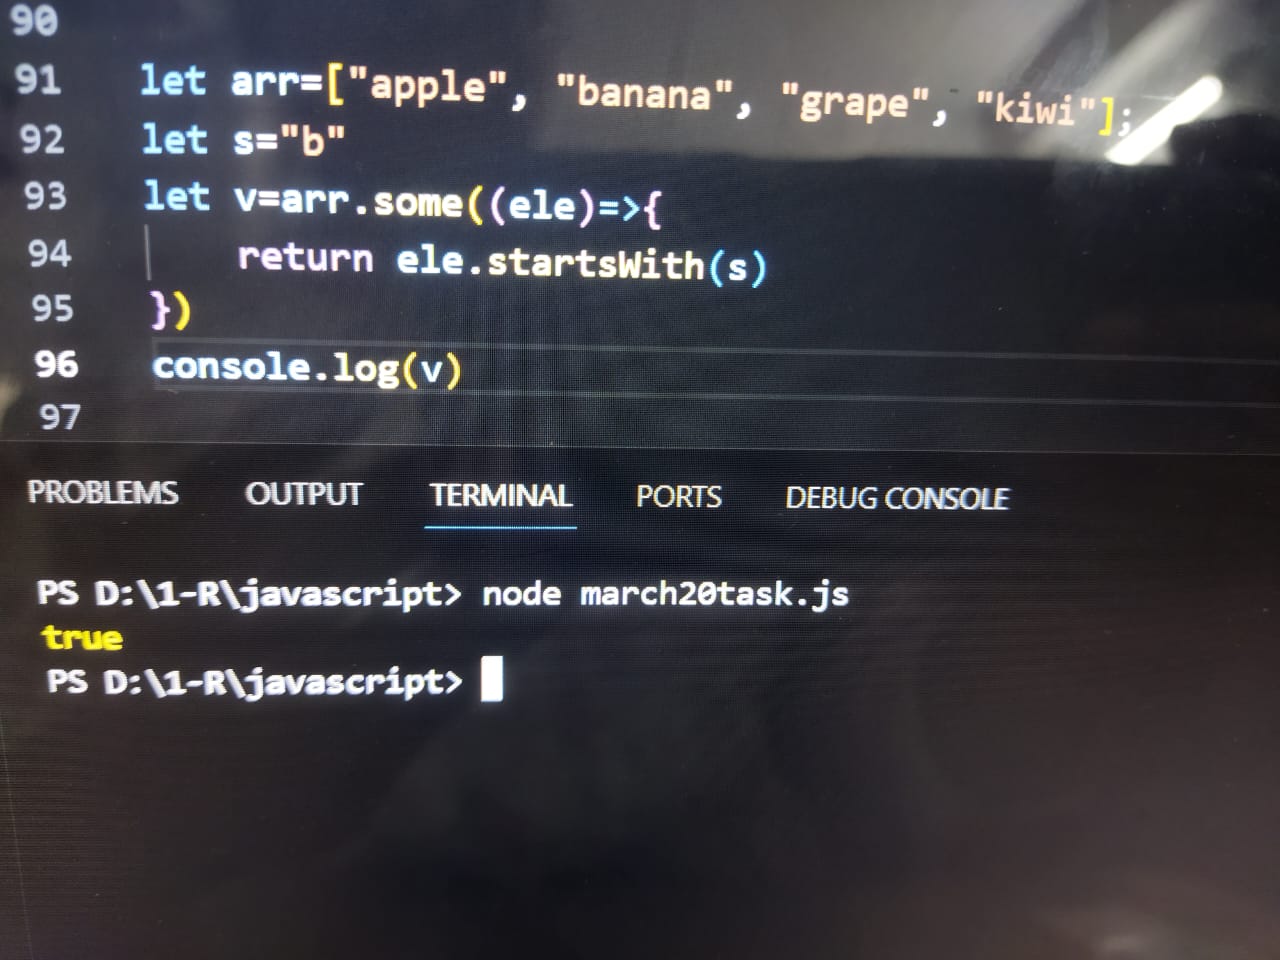 90
91 let arr=["apple", "banana", "grape", "kiwi"];
92 let s="b"
93 let v=arr.some((ele)=>{
94 return ele.startsWith(s)
95 })
96 console.log(v)
97
PROBLEMS OUTPUT TERMINAL PORTS DEBUG CONSOLE
PS D:\1-R\javascript> node march20task.js
true
PS D:\1-R\javascript>